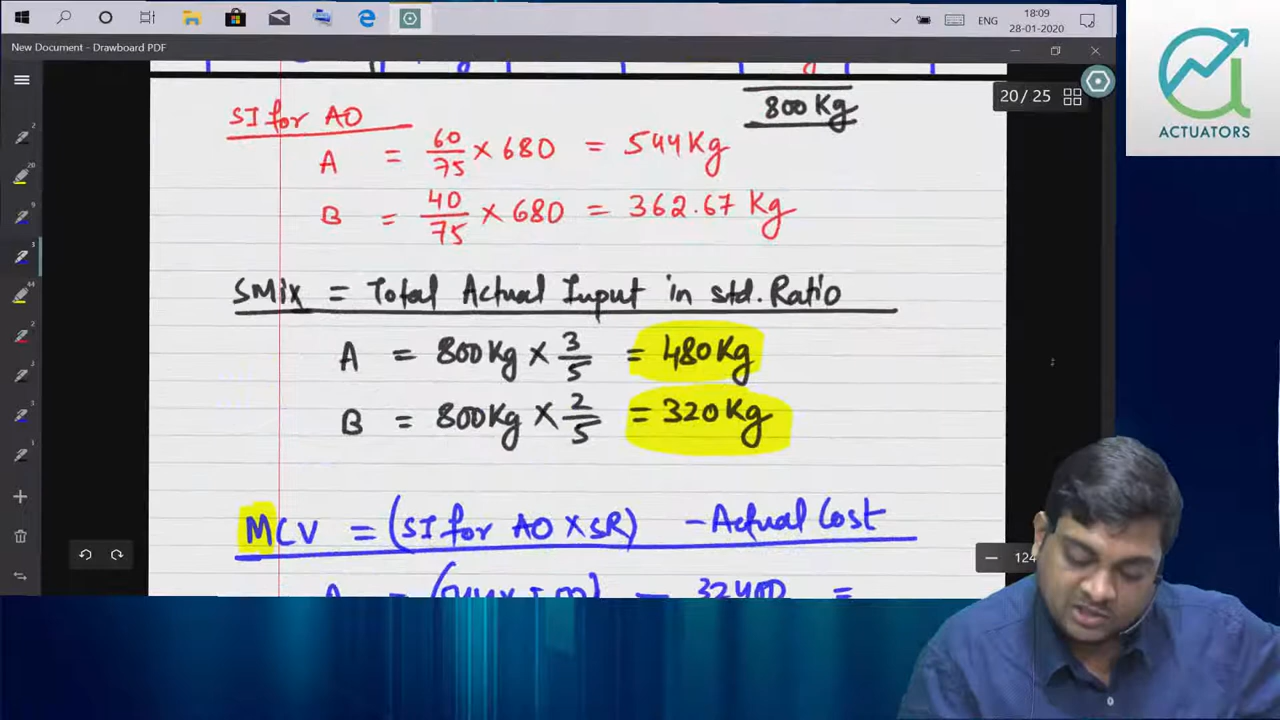 18:09
ENG
28-01-2020
New Document - Drawboard PDF
ACTUATORS
20 / 25
800 Kg
SI for AO
A = 60/75 × 680 = 544 Kg
B = 40/75 × 680 = 362.67 Kg
SMix = Total Actual Input in std. Ratio
A = 800 Kg × 3/5 = 480 Kg
B = 800 Kg × 2/5 = 320 Kg
MCV = (SI for AO × SR) - Actual Cost
124